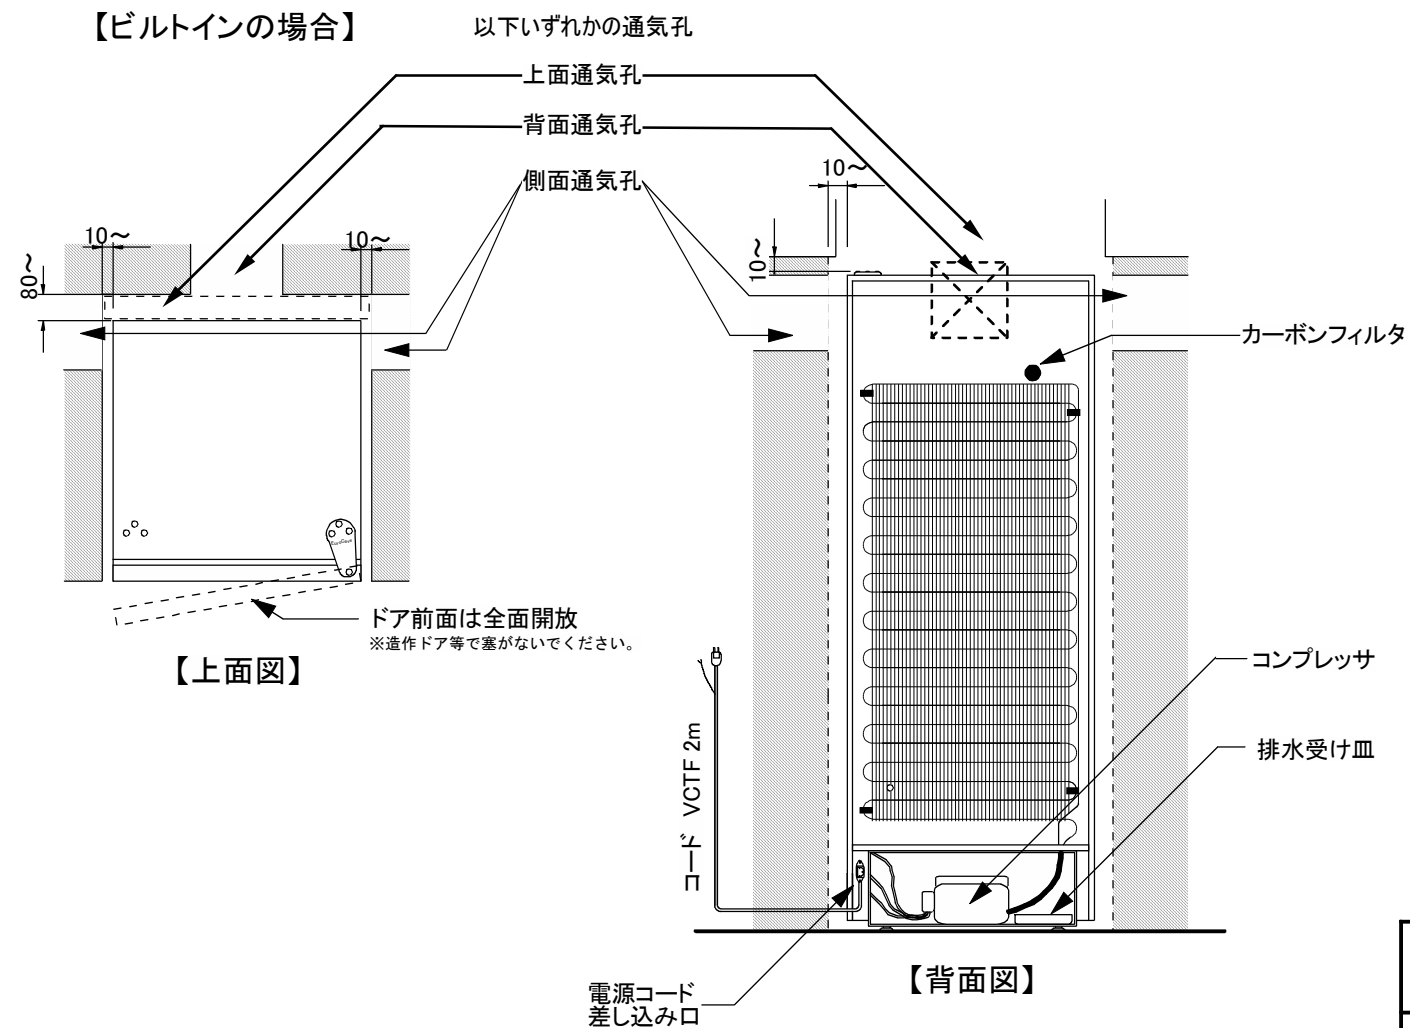 【ビルトインの場合】
以下いずれかの通気孔
上面通気孔
背面通気孔
側面通気孔
10～
10～
80～
10～
10～
カーボンフィルタ
EuroCave
ドア前面は全面開放
※造作ドア等で塞がないでください。
【上面図】
コード VCTF 2m
コンプレッサ
排水受け皿
電源コード
差し込み口
【背面図】